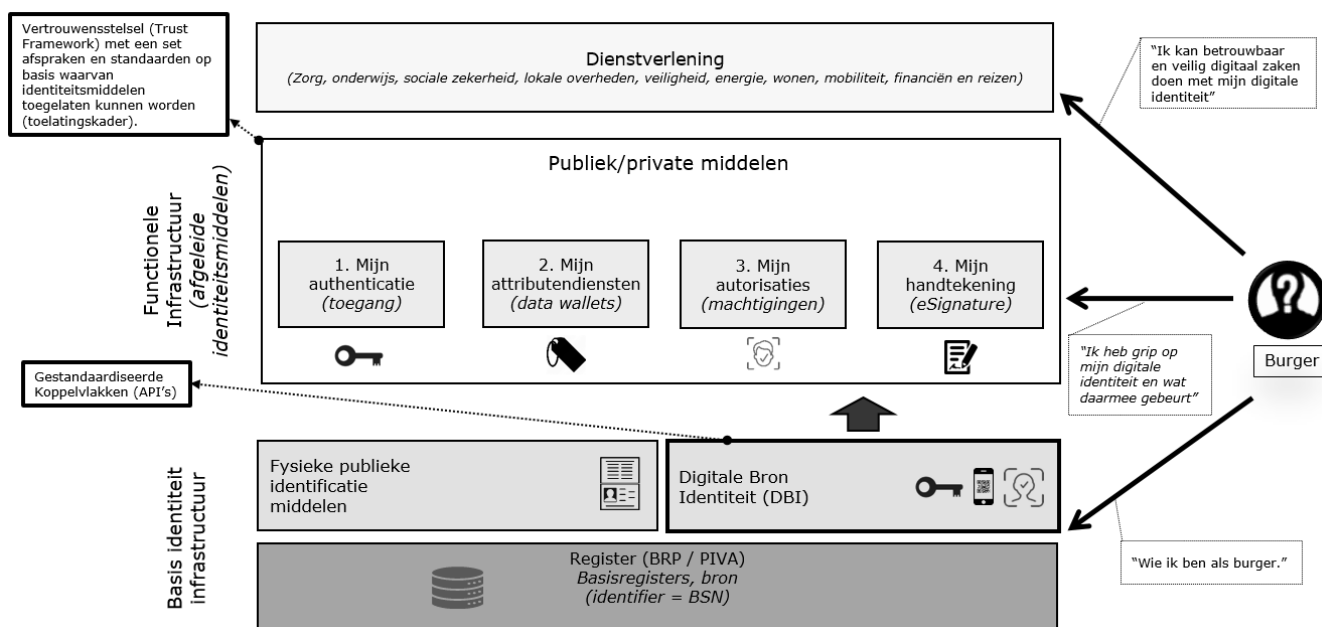 Vertrouwensstelsel (Trust
Framework) met een set
afspraken en standaarden op
basis waarvan
identiteitsmiddelen
toegelaten kunnen worden
(toelatingskader).
Dienstverlening
(Zorg, onderwijs, sociale zekerheid, lokale overheden, veiligheid, energie, wonen, mobiliteit, financiën en reizen)
“Ik kan betrouwbaar
en veilig digitaal zaken
doen met mijn digitale
identiteit”
Functionele
Infrastructuur
(afgeleide
identiteitsmiddelen)
Publiek/private middelen
1. Mijn
authenticatie
(toegang)
2. Mijn
attributendiensten
(data wallets)
3. Mijn
autorisaties
(machtigingen)
4. Mijn
handtekening
(eSignature)
Burger
“Ik heb grip op
mijn digitale
identiteit en wat
daarmee gebeurt”
Gestandaardiseerde
Koppelvlakken (API’s)
Basis identiteit
infrastructuur
Fysieke publieke
identificatie
middelen
Digitale Bron
Identiteit (DBI)
Register (BRP / PIVA)
Basisregisters, bron
(identifier = BSN)
“Wie ik ben als burger.”